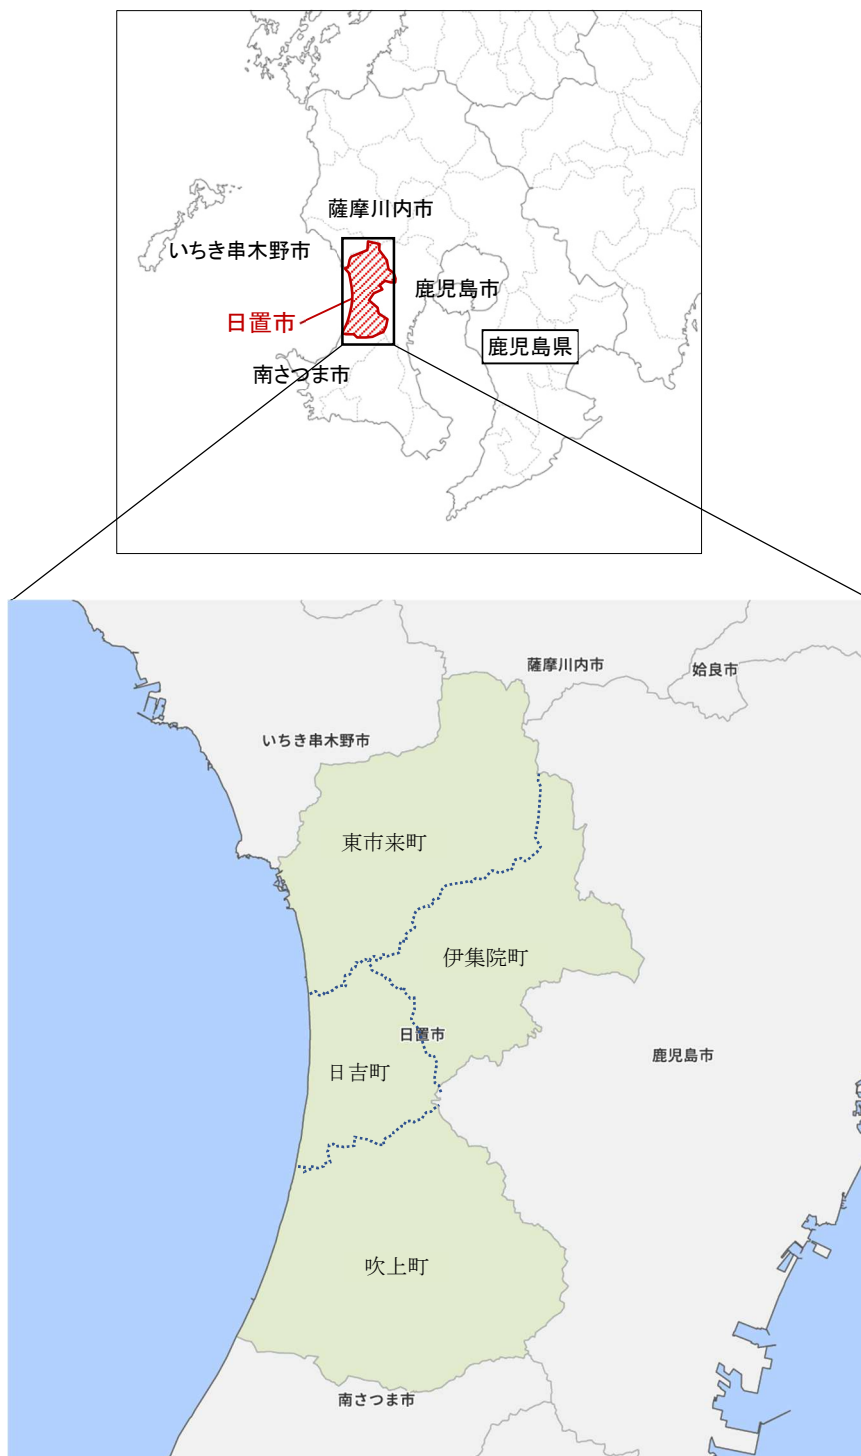 薩摩川内市
いちき串木野市
鹿児島市
日置市
鹿児島県
南さつま市
薩摩川内市
姶良市
いちき串木野市
東市来町
伊集院町
日置市
鹿児島市
日吉町
吹上町
南さつま市